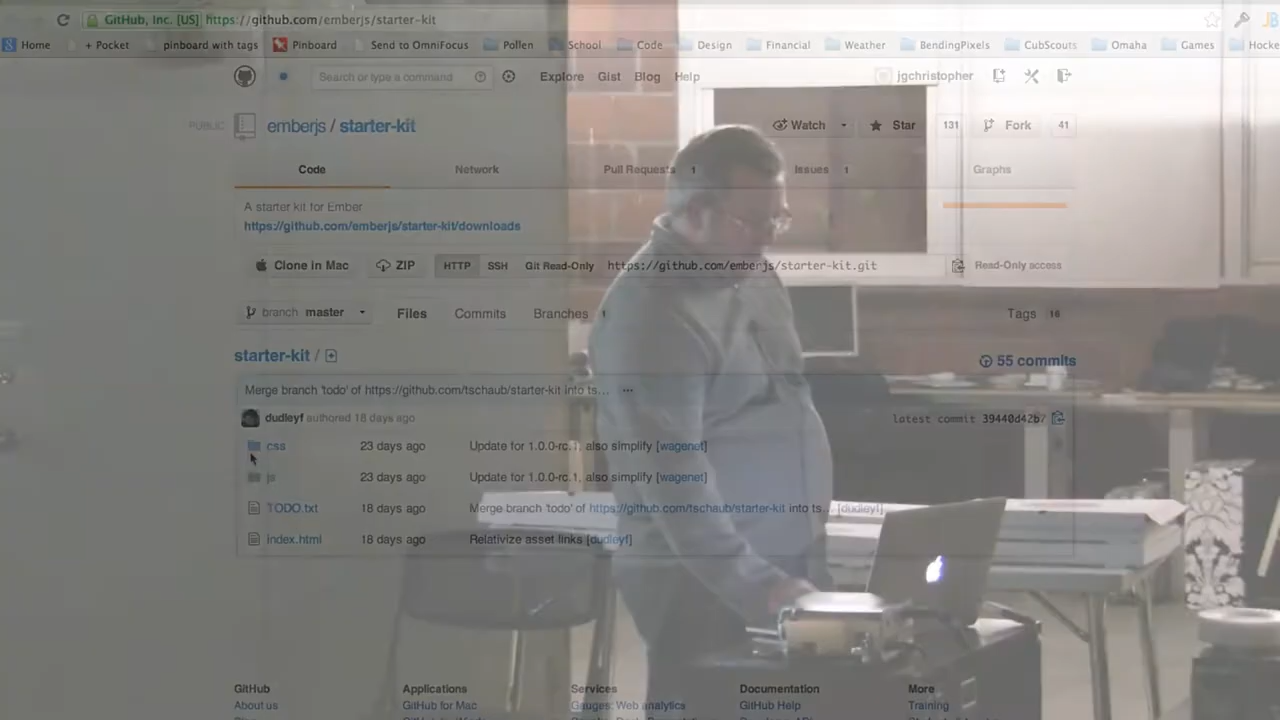 GitHub, Inc. [US] https://github.com/emberjs/starter-kit
Home + Pocket pinboard with tags Pinboard Send to OmniFocus Pollen School Code Design Financial Weather BendingPixels CubScouts Omaha Games Hocke
Search or type a command Explore Gist Blog Help jgchristopher
PUBLIC emberjs / starter-kit Watch Star 131 Fork 41
Code Network Pull Requests 1 Issues 1 Graphs
A starter kit for Ember
https://github.com/emberjs/starter-kit/downloads
Clone in Mac ZIP HTTP SSH Git Read-Only https://github.com/emberjs/starter-kit.git Read-Only access
branch master Files Commits Branches 1 Tags 16
starter-kit / 55 commits
Merge branch 'todo' of https://github.com/tschaub/starter-kit into ts…
dudleyf authored 18 days ago latest commit 39440d42b7
css 23 days ago Update for 1.0.0-rc.1, also simplify [wagenet]
js 23 days ago Update for 1.0.0-rc.1, also simplify [wagenet]
TODO.txt 18 days ago Merge branch 'todo' of https://github.com/tschaub/starter-kit into ts… [dudleyf]
index.html 18 days ago Relativize asset links [dudleyf]
GitHub Applications Services Documentation More
About us GitHub for Mac Gauges: Web analytics GitHub Help Training